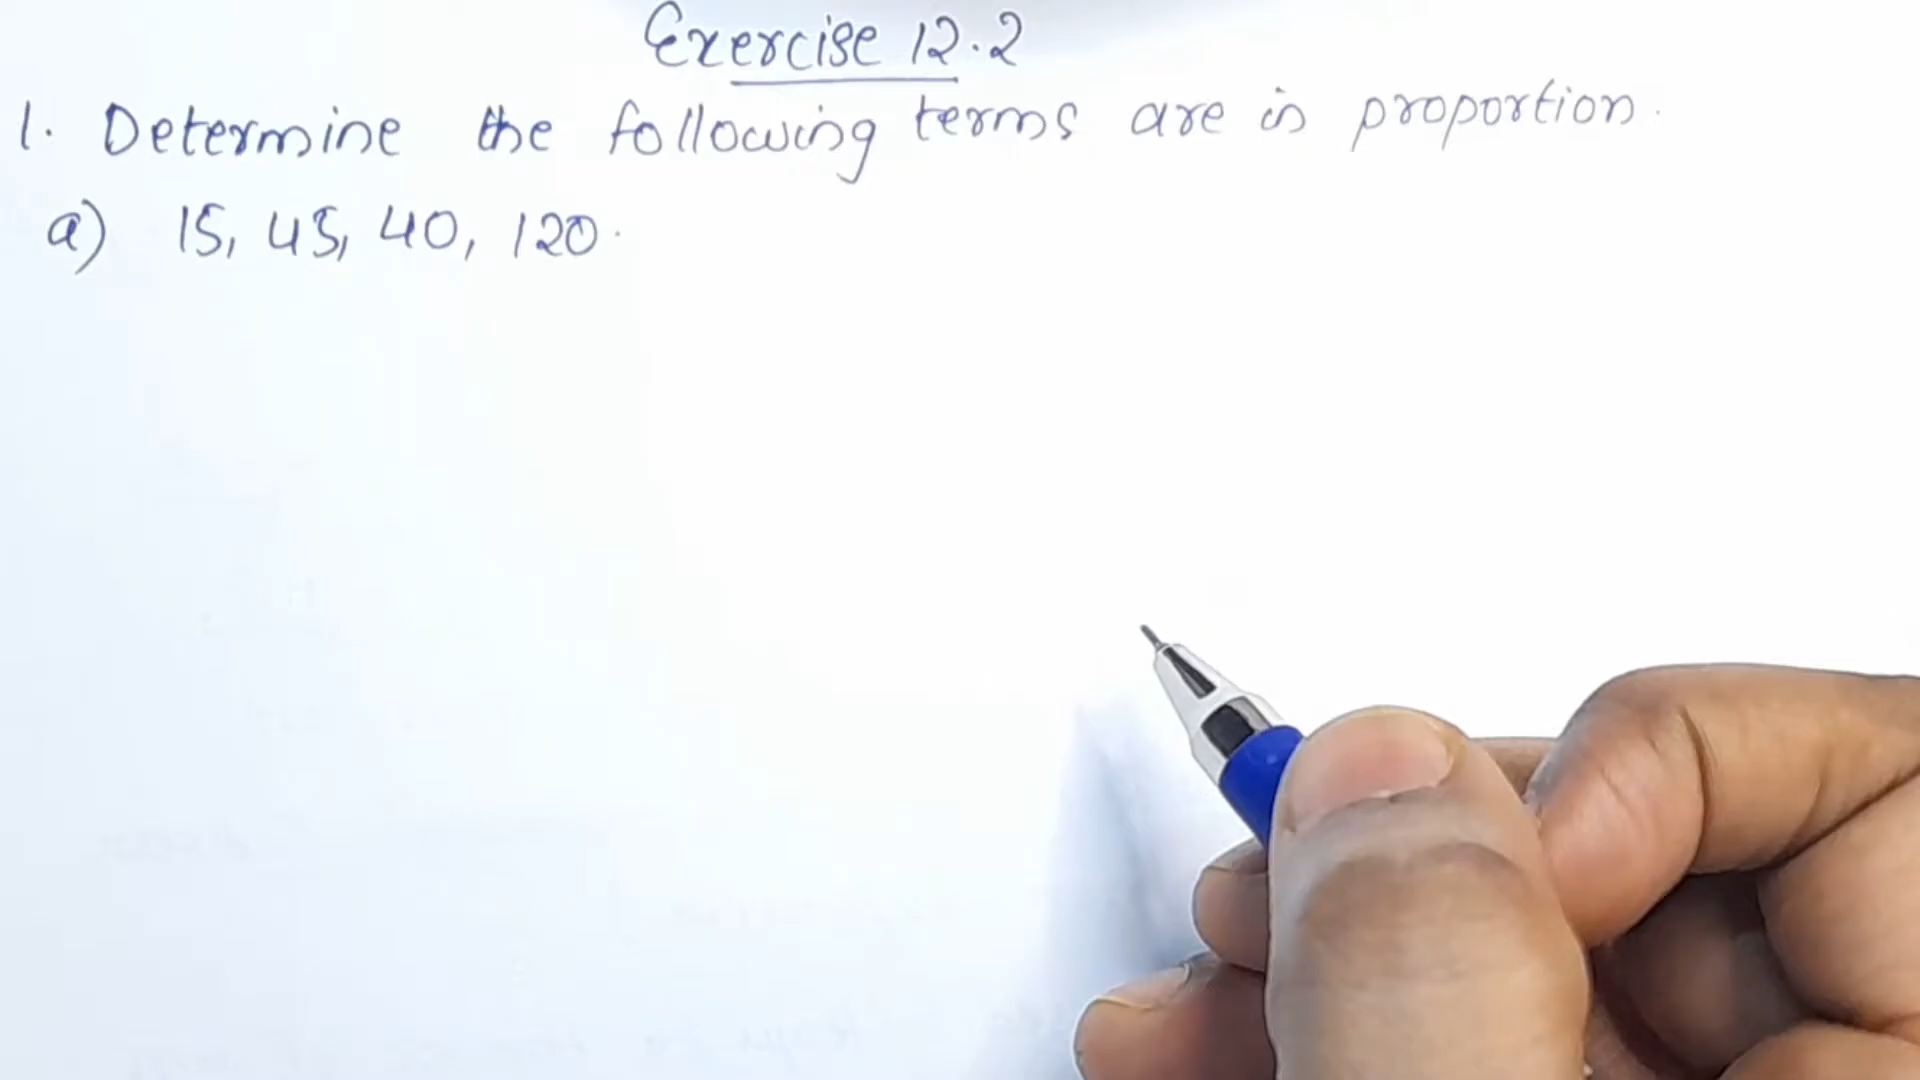 Exercise 12.2
1. Determine the following terms are in proportion.
a) 15, 45, 40, 120.